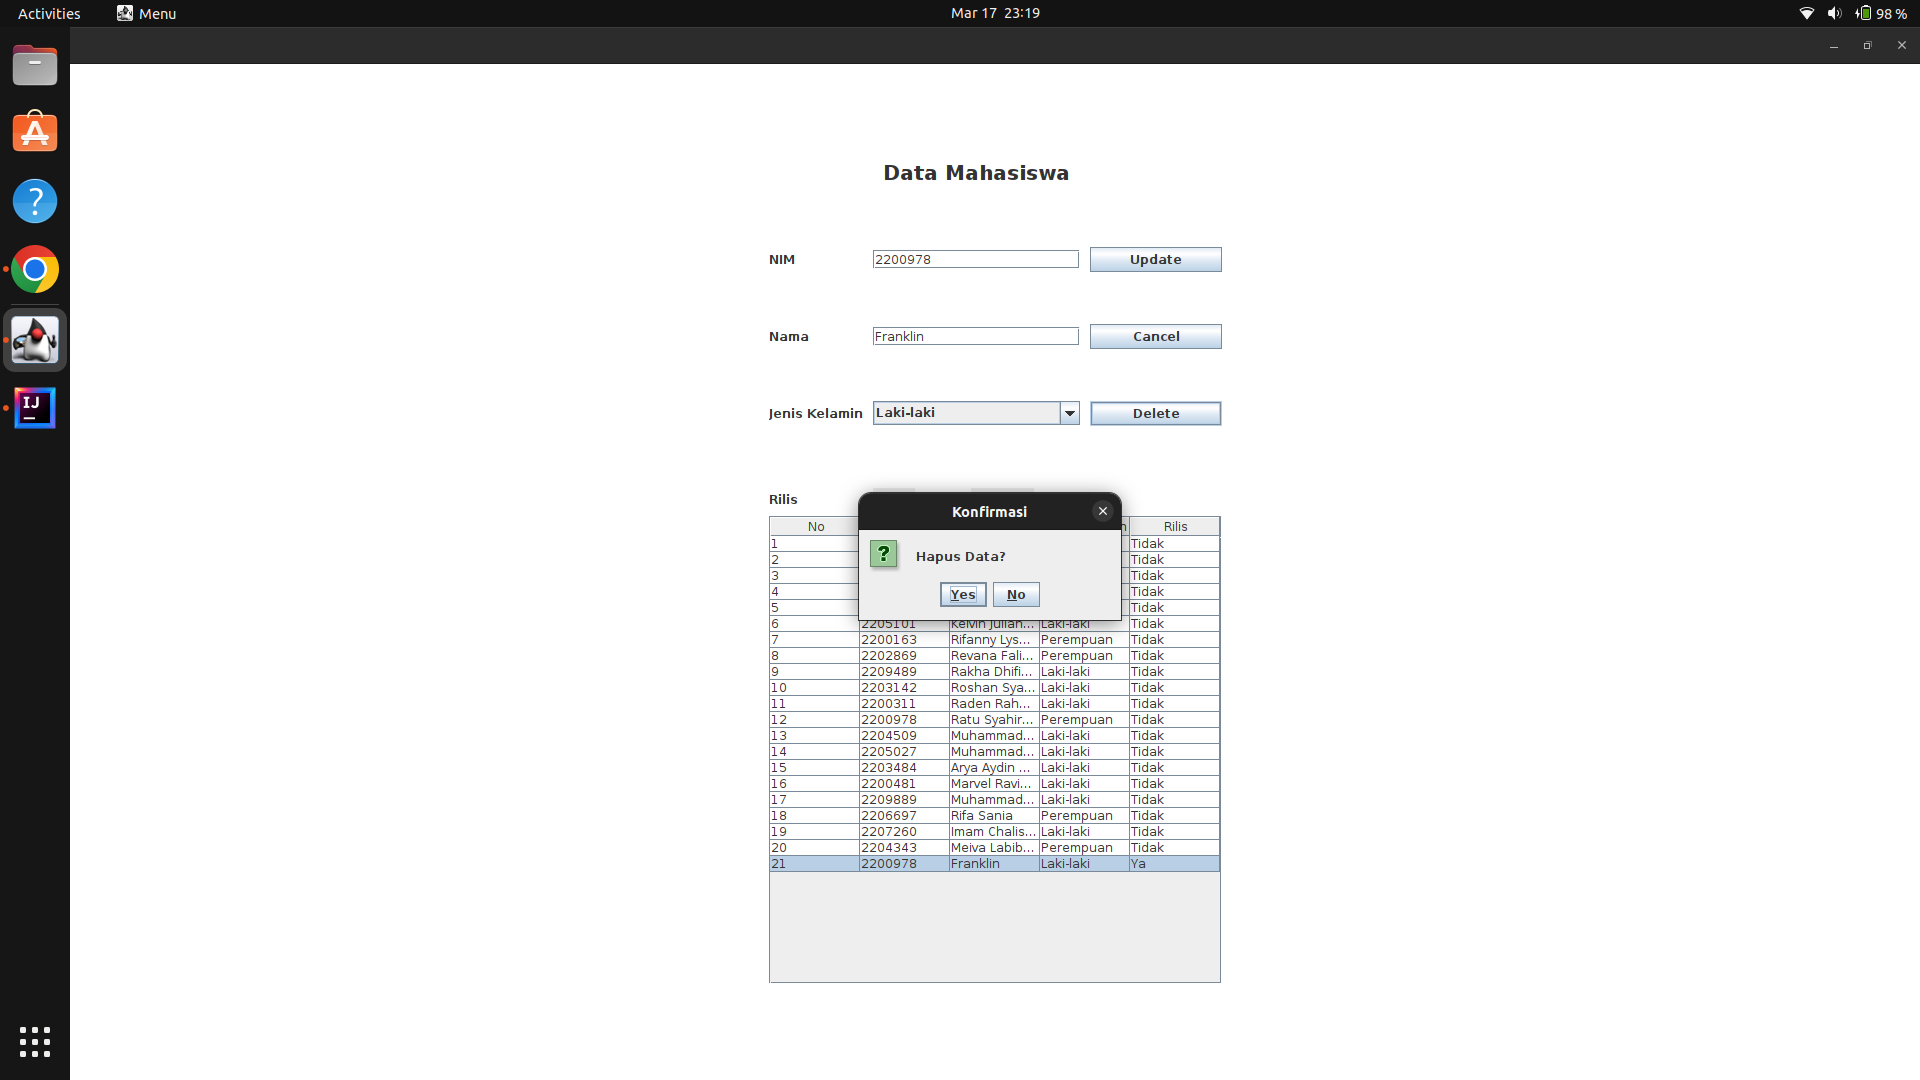 Activities Menu Mar 17 23:19 98 %
Data Mahasiswa
NIM 2200978 Update
Nama Franklin Cancel
Jenis Kelamin Laki-laki Delete
Rilis
Konfirmasi
Hapus Data?
Yes No
No Rilis
1 Tidak
2 Tidak
3 Tidak
4 Tidak
5 Tidak
6 2205101 Kelvin Julian... Laki-laki Tidak
7 2200163 Rifanny Lys... Perempuan Tidak
8 2202869 Revana Fali... Perempuan Tidak
9 2209489 Rakha Dhifi... Laki-laki Tidak
10 2203142 Roshan Sya... Laki-laki Tidak
11 2200311 Raden Rah... Laki-laki Tidak
12 2200978 Ratu Syahir... Perempuan Tidak
13 2204509 Muhammad... Laki-laki Tidak
14 2205027 Muhammad... Laki-laki Tidak
15 2203484 Arya Aydin ... Laki-laki Tidak
16 2200481 Marvel Ravi... Laki-laki Tidak
17 2209889 Muhammad... Laki-laki Tidak
18 2206697 Rifa Sania Perempuan Tidak
19 2207260 Imam Chalis... Laki-laki Tidak
20 2204343 Meiva Labib... Perempuan Tidak
21 2200978 Franklin Laki-laki Ya
IJ